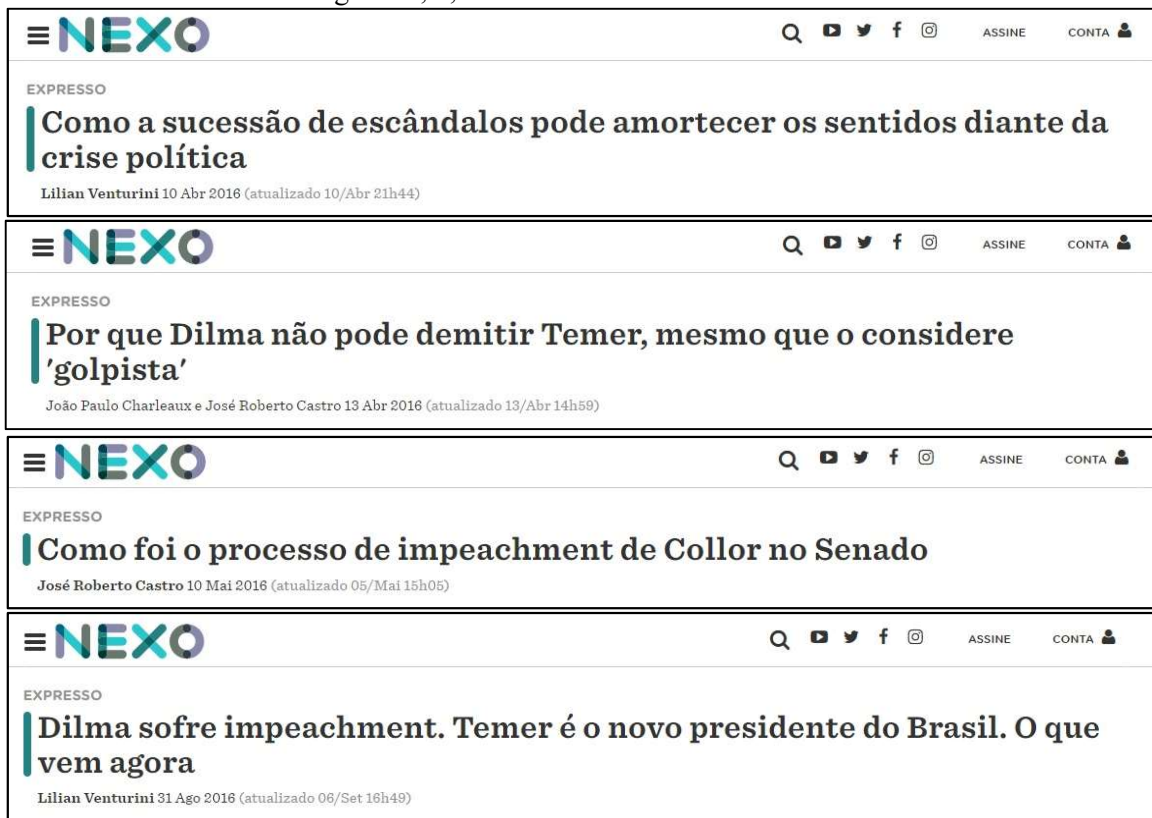 NEXO ASSINE CONTA
EXPRESSO
Como a sucessão de escândalos pode amortecer os sentidos diante da
crise política
Lilian Venturini 10 Abr 2016 (atualizado 10/Abr 21h44)
NEXO ASSINE CONTA
EXPRESSO
Por que Dilma não pode demitir Temer, mesmo que o considere
'golpista'
João Paulo Charleaux e José Roberto Castro 13 Abr 2016 (atualizado 13/Abr 14h59)
NEXO ASSINE CONTA
EXPRESSO
Como foi o processo de impeachment de Collor no Senado
José Roberto Castro 10 Mai 2016 (atualizado 05/Mai 15h05)
NEXO ASSINE CONTA
EXPRESSO
Dilma sofre impeachment. Temer é o novo presidente do Brasil. O que
vem agora
Lilian Venturini 31 Ago 2016 (atualizado 06/Set 16h49)